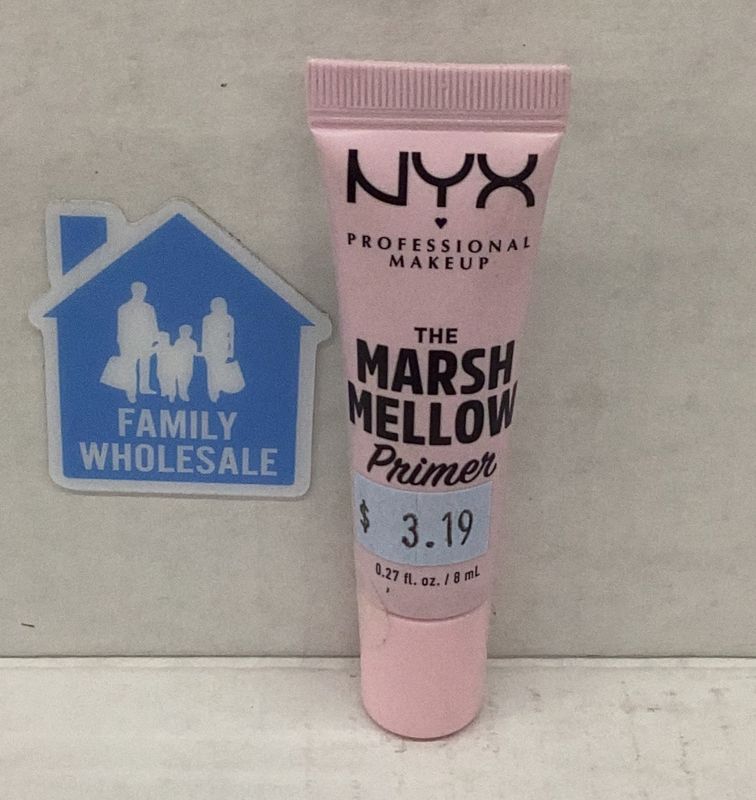 FAMILY
WHOLESALE
NYX
PROFESSIONAL
MAKEUP
THE
MARSH
MELLOW
Primer
$ 3.19
0.27 fl. oz. / 8 mL